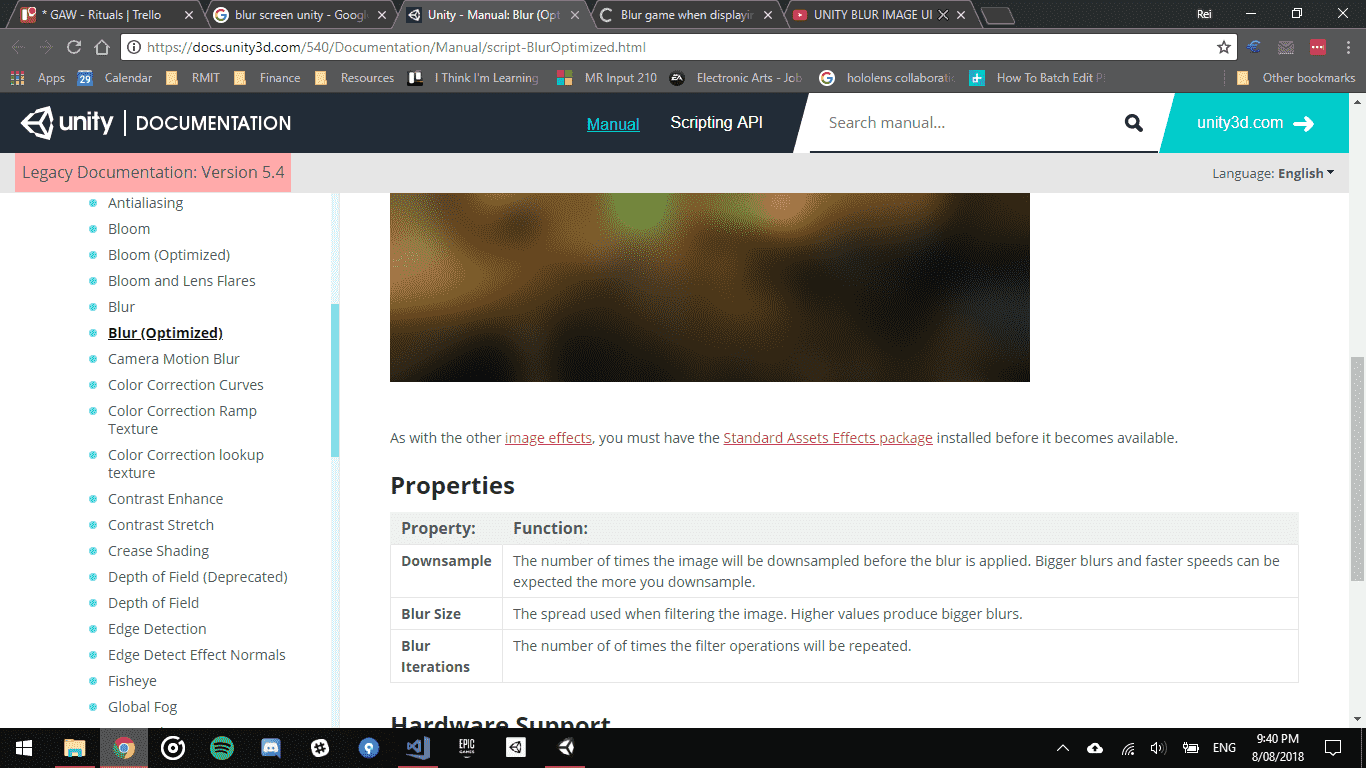 * GAW - Rituals | Trello
blur screen unity - Googl
Unity - Manual: Blur (Opt
Blur game when displayin
UNITY BLUR IMAGE UI
Rei
https://docs.unity3d.com/540/Documentation/Manual/script-BlurOptimized.html
Apps
29
Calendar
RMIT
Finance
Resources
I Think I'm Learning
MR Input 210
EA
Electronic Arts - Job
hololens collaborati
How To Batch Edit P
Other bookmarks
unity | DOCUMENTATION
Manual
Scripting API
Search manual...
unity3d.com
Legacy Documentation: Version 5.4
Language: English
Antialiasing
Bloom
Bloom (Optimized)
Bloom and Lens Flares
Blur
Blur (Optimized)
Camera Motion Blur
Color Correction Curves
Color Correction Ramp
Texture
Color Correction lookup
texture
Contrast Enhance
Contrast Stretch
Crease Shading
Depth of Field (Deprecated)
Depth of Field
Edge Detection
Edge Detect Effect Normals
Fisheye
Global Fog
As with the other image effects, you must have the Standard Assets Effects package installed before it becomes available.
Properties
Property: Function:
Downsample The number of times the image will be downsampled before the blur is applied. Bigger blurs and faster speeds can be
expected the more you downsample.
Blur Size The spread used when filtering the image. Higher values produce bigger blurs.
Blur The number of of times the filter operations will be repeated.
Iterations
Hardware Support
EPIC
GAMES
ENG
9:40 PM
8/08/2018